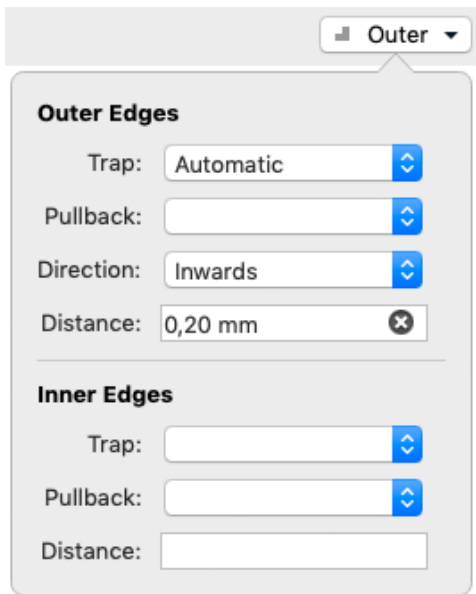 Outer
Outer Edges
Trap: Automatic
Pullback:
Direction: Inwards
Distance: 0,20 mm
Inner Edges
Trap:
Pullback:
Distance: